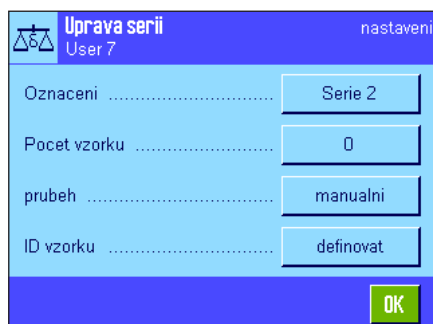 Uprava serii
nastaveni
User 7
Oznaceni ............................ Serie 2
Pocet vzorku ....................... 0
prubeh ................................ manualni
ID vzorku ............................ definovat
OK